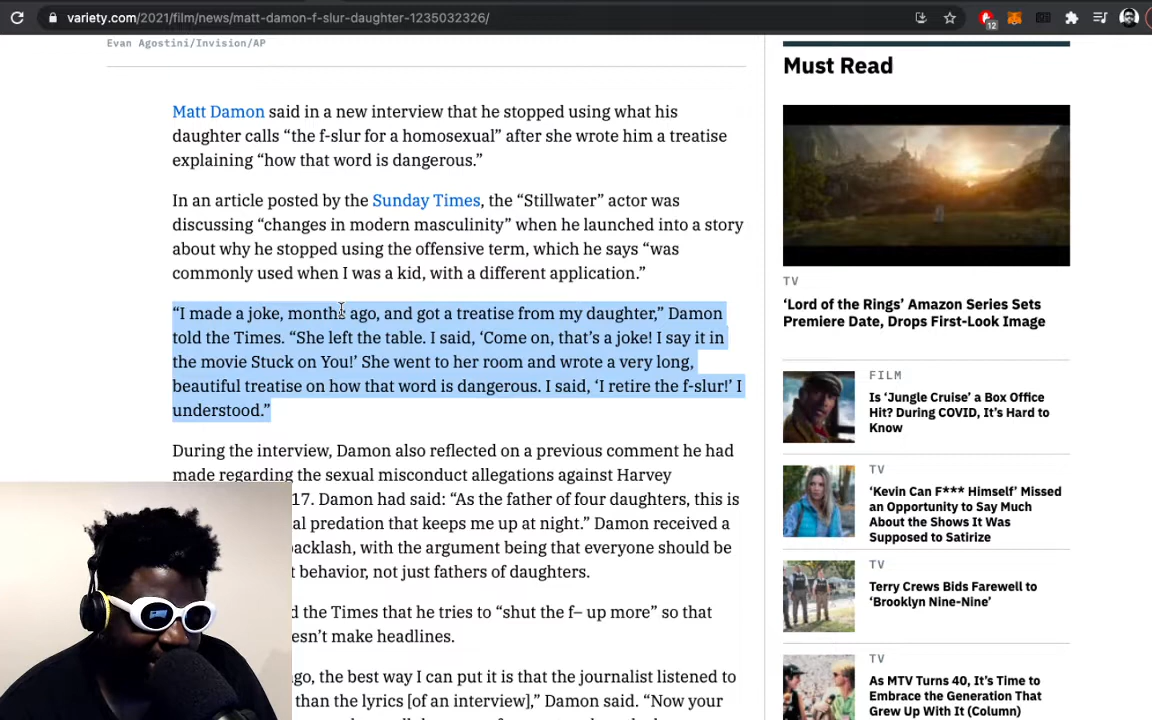 variety.com/2021/film/news/matt-damon-f-slur-daughter-1235032326/
12
Evan Agostini/Invision/AP
Matt Damon said in a new interview that he stopped using what his
daughter calls “the f-slur for a homosexual” after she wrote him a treatise
explaining “how that word is dangerous.”
In an article posted by the Sunday Times, the “Stillwater” actor was
discussing “changes in modern masculinity” when he launched into a story
about why he stopped using the offensive term, which he says “was
commonly used when I was a kid, with a different application.”
“I made a joke, months ago, and got a treatise from my daughter,” Damon
told the Times. “She left the table. I said, ‘Come on, that’s a joke! I say it in
the movie Stuck on You!’ She went to her room and wrote a very long,
beautiful treatise on how that word is dangerous. I said, ‘I retire the f-slur!’ I
understood.”
During the interview, Damon also reflected on a previous comment he had
made regarding the sexual misconduct allegations against Harvey
17. Damon had said: “As the father of four daughters, this is
al predation that keeps me up at night.” Damon received a
backlash, with the argument being that everyone should be
t behavior, not just fathers of daughters.
d the Times that he tries to “shut the f– up more” so that
esn’t make headlines.
go, the best way I can put it is that the journalist listened to
than the lyrics [of an interview],” Damon said. “Now your
Must Read
TV
‘Lord of the Rings’ Amazon Series Sets
Premiere Date, Drops First-Look Image
FILM
Is ‘Jungle Cruise’ a Box Office
Hit? During COVID, It’s Hard to
Know
TV
‘Kevin Can F*** Himself’ Missed
an Opportunity to Say Much
About the Shows It Was
Supposed to Satirize
TV
Terry Crews Bids Farewell to
‘Brooklyn Nine-Nine’
TV
As MTV Turns 40, It’s Time to
Embrace the Generation That
Grew Up With It (Column)